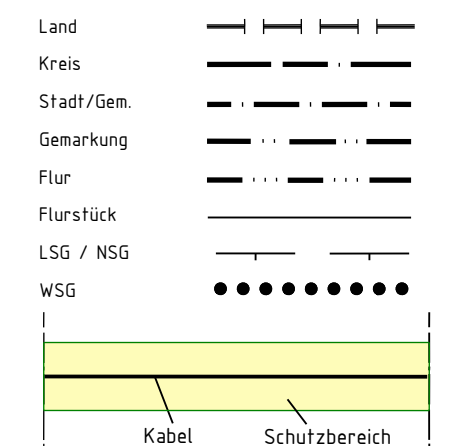 Land
Kreis
Stadt/Gem.
Gemarkung
Flur
Flurstück
LSG / NSG
WSG
Kabel
Schutzbereich